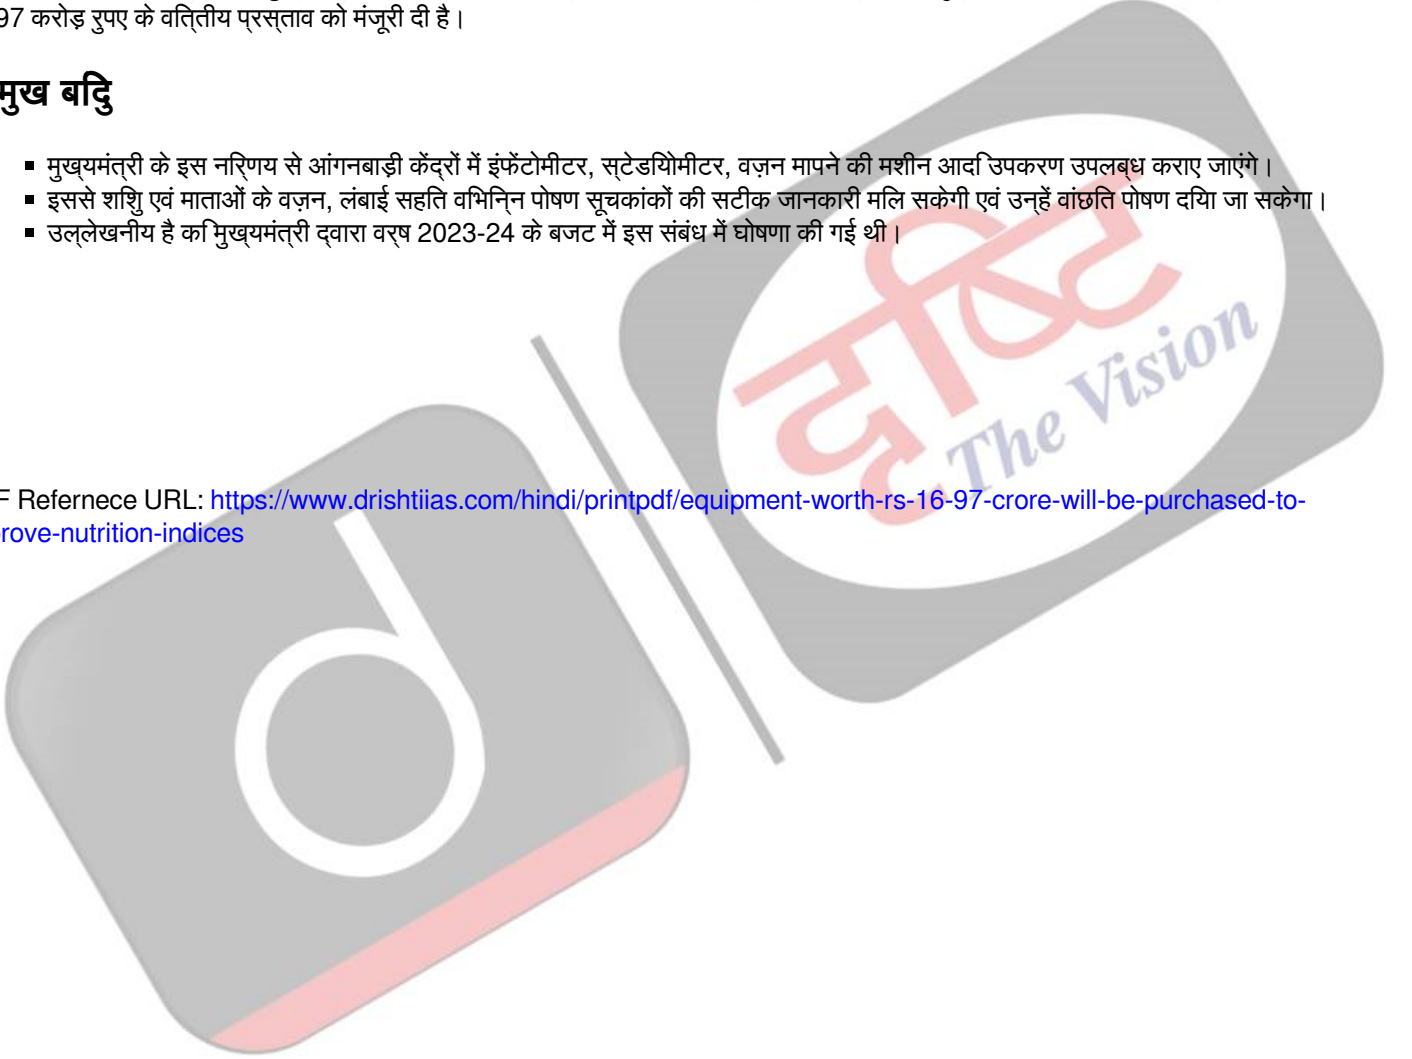 97 करोड़ रुपए के वित्तीय प्रस्ताव को मंजूरी दी है।
मुख बिंदु
▪ मुख्यमंत्री के इस निर्णय से आंगनबाड़ी केंद्रों में इंफेंटोमीटर, स्टेडियोमीटर, वज़न मापने की मशीन आदि उपकरण उपलब्ध कराए जाएंगे।
▪ इससे शिशु एवं माताओं के वज़न, लंबाई सहित विभिन्न पोषण सूचकांकों की सटीक जानकारी मिल सकेगी एवं उन्हें वांछित पोषण दिया जा सकेगा।
▪ उल्लेखनीय है कि मुख्यमंत्री द्वारा वर्ष 2023-24 के बजट में इस संबंध में घोषणा की गई थी।
दृष्टि
The Vision
F Refernece URL: https://www.drishtiias.com/hindi/printpdf/equipment-worth-rs-16-97-crore-will-be-purchased-to-
rove-nutrition-indices
d